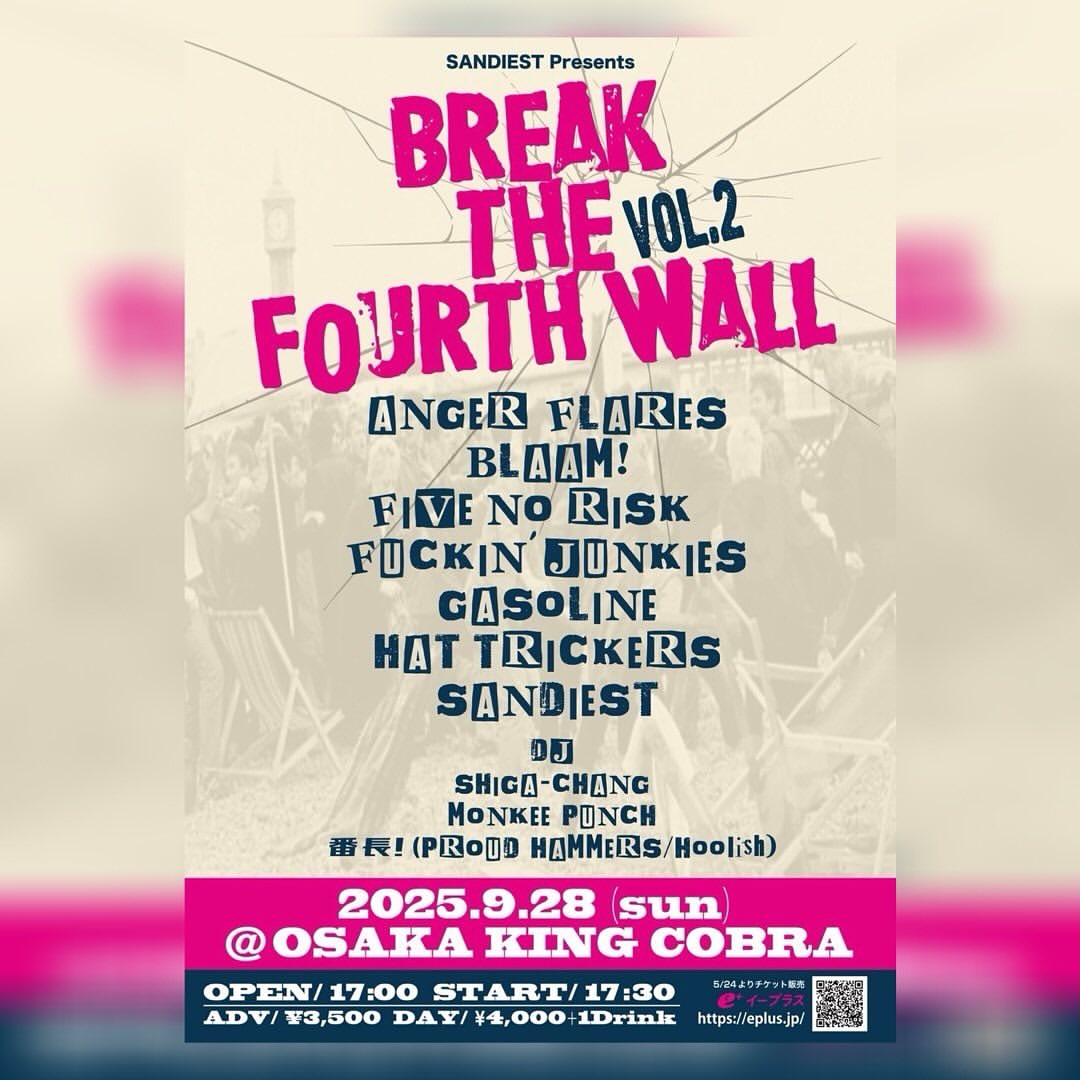 SANDIEST Presents
BREAK
THE VOL.2
FOURTH WALL
ANGER FLARES
BLAAM!
FIVE NO RISK
FUCKIN' JUNKIES
GASOLINE
HAT TRICKERS
SANDIEST
DJ
SHIGA-CHANG
MONKEE PUNCH
番長! (PROUD HAMMERS/Hoolish)
2025.9.28 (sun)
@OSAKA KING COBRA
OPEN/17:00 START/17:30
ADV/¥3,500 DAY/¥4,000+1Drink
5/24よりチケット販売
e+ イープラス
https://eplus.jp/